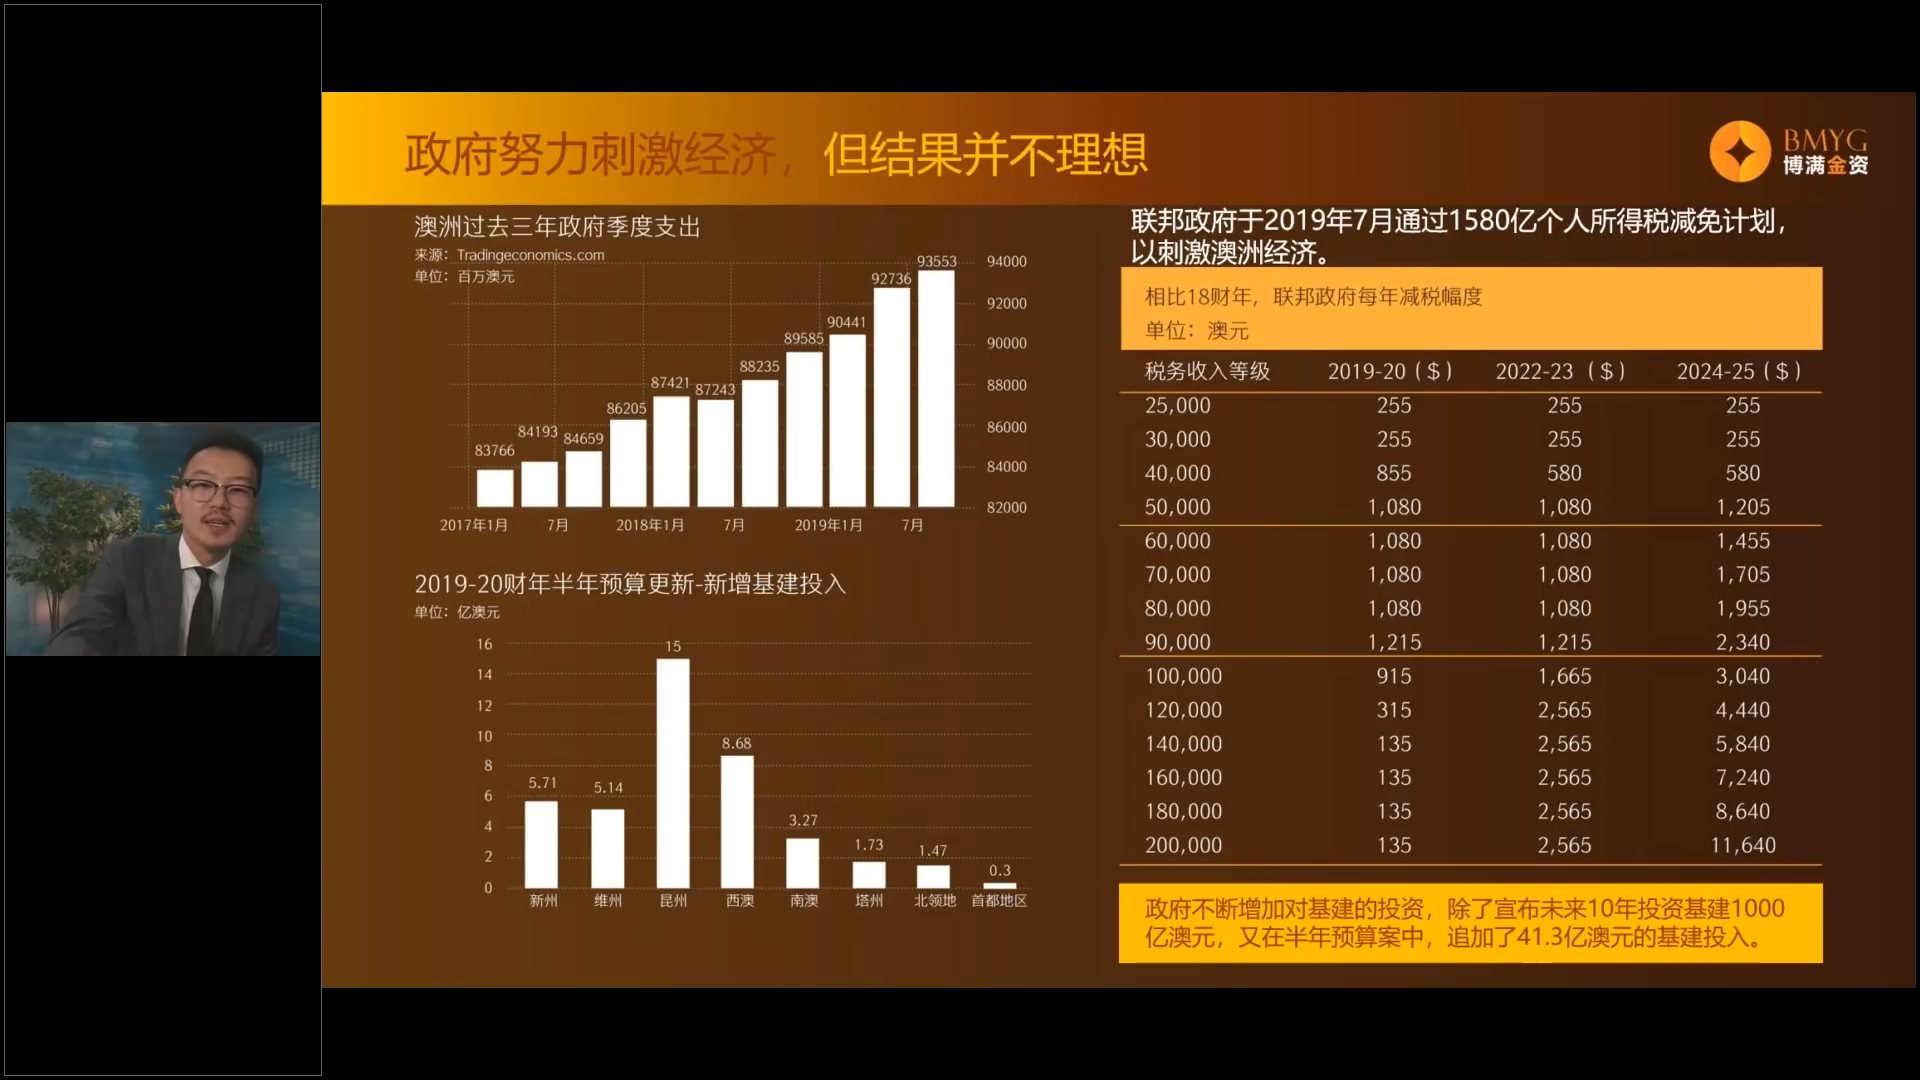 政府努力刺激经济，但结果并不理想
BMYG
博满金资
澳洲过去三年政府季度支出
来源：Tradingeconomics.com
单位：百万澳元
94000
92000
90000
88000
86000
84000
82000
83766
84193
84659
86205
87421
87243
88235
89585
90441
92736
93553
2017年1月 7月 2018年1月 7月 2019年1月 7月
2019-20财年半年预算更新-新增基建投入
单位：亿澳元
16
14
12
10
8
6
4
2
0
5.71
5.14
15
8.68
3.27
1.73
1.47
0.3
新州 维州 昆州 西澳 南澳 塔州 北领地 首都地区
联邦政府于2019年7月通过1580亿个人所得税减免计划，
以刺激澳洲经济。
相比18财年，联邦政府每年减税幅度
单位：澳元
税务收入等级 2019-20（$） 2022-23（$） 2024-25（$）
25,000 255 255 255
30,000 255 255 255
40,000 855 580 580
50,000 1,080 1,080 1,205
60,000 1,080 1,080 1,455
70,000 1,080 1,080 1,705
80,000 1,080 1,080 1,955
90,000 1,215 1,215 2,340
100,000 915 1,665 3,040
120,000 315 2,565 4,440
140,000 135 2,565 5,840
160,000 135 2,565 7,240
180,000 135 2,565 8,640
200,000 135 2,565 11,640
政府不断增加对基建的投资，除了宣布未来10年投资基建1000
亿澳元，又在半年预算案中，追加了41.3亿澳元的基建投入。